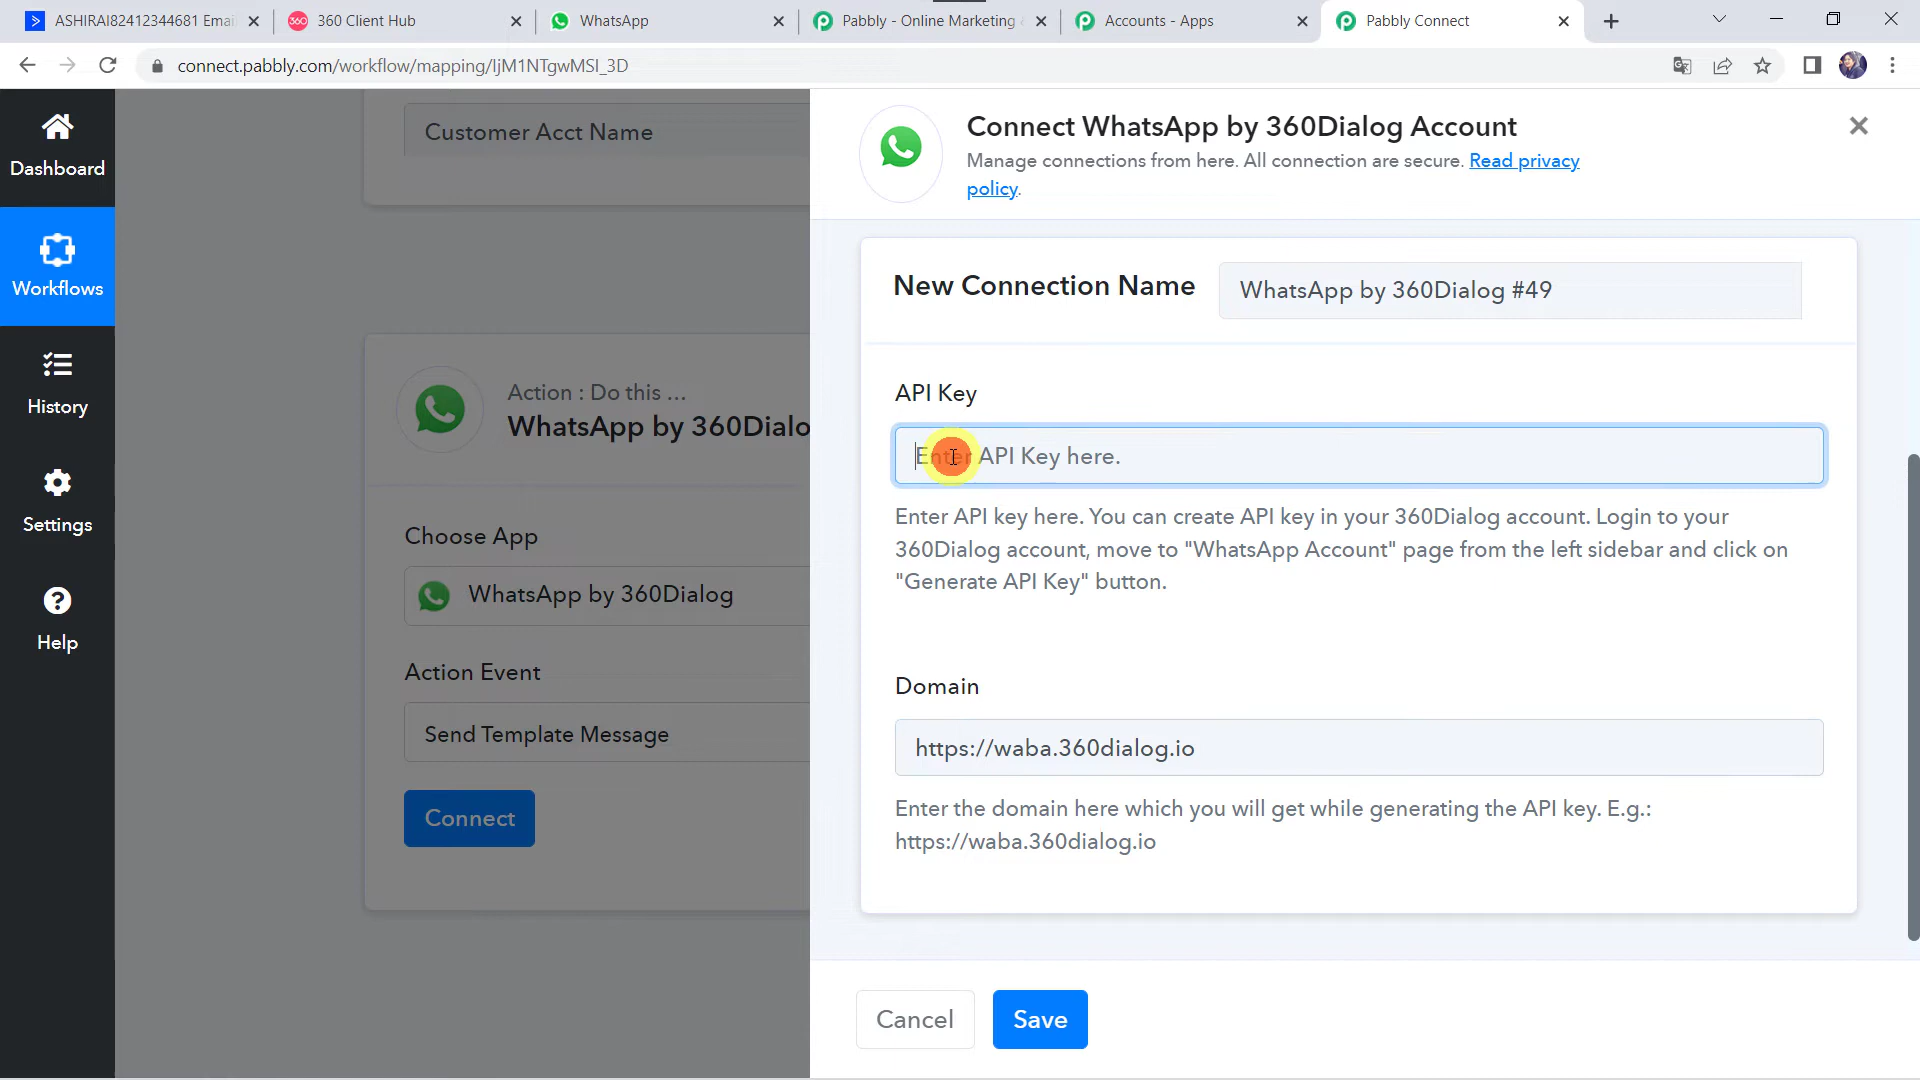 ASHIRAI82412344681 Email
360 Client Hub
WhatsApp
Pabbly - Online Marketing
Accounts - Apps
Pabbly Connect
connect.pabbly.com/workflow/mapping/IjM1NTgwMSI_3D
Dashboard
Workflows
History
Settings
Help
Customer Acct Name
Action : Do this ...
WhatsApp by 360Dialo
Choose App
WhatsApp by 360Dialog
Action Event
Send Template Message
Connect
Connect WhatsApp by 360Dialog Account
Manage connections from here. All connection are secure. Read privacy
policy.
New Connection Name
WhatsApp by 360Dialog #49
API Key
Enter API Key here.
Enter API key here. You can create API key in your 360Dialog account. Login to your
360Dialog account, move to "WhatsApp Account" page from the left sidebar and click on
"Generate API Key" button.
Domain
https://waba.360dialog.io
Enter the domain here which you will get while generating the API key. E.g.:
https://waba.360dialog.io
Cancel
Save